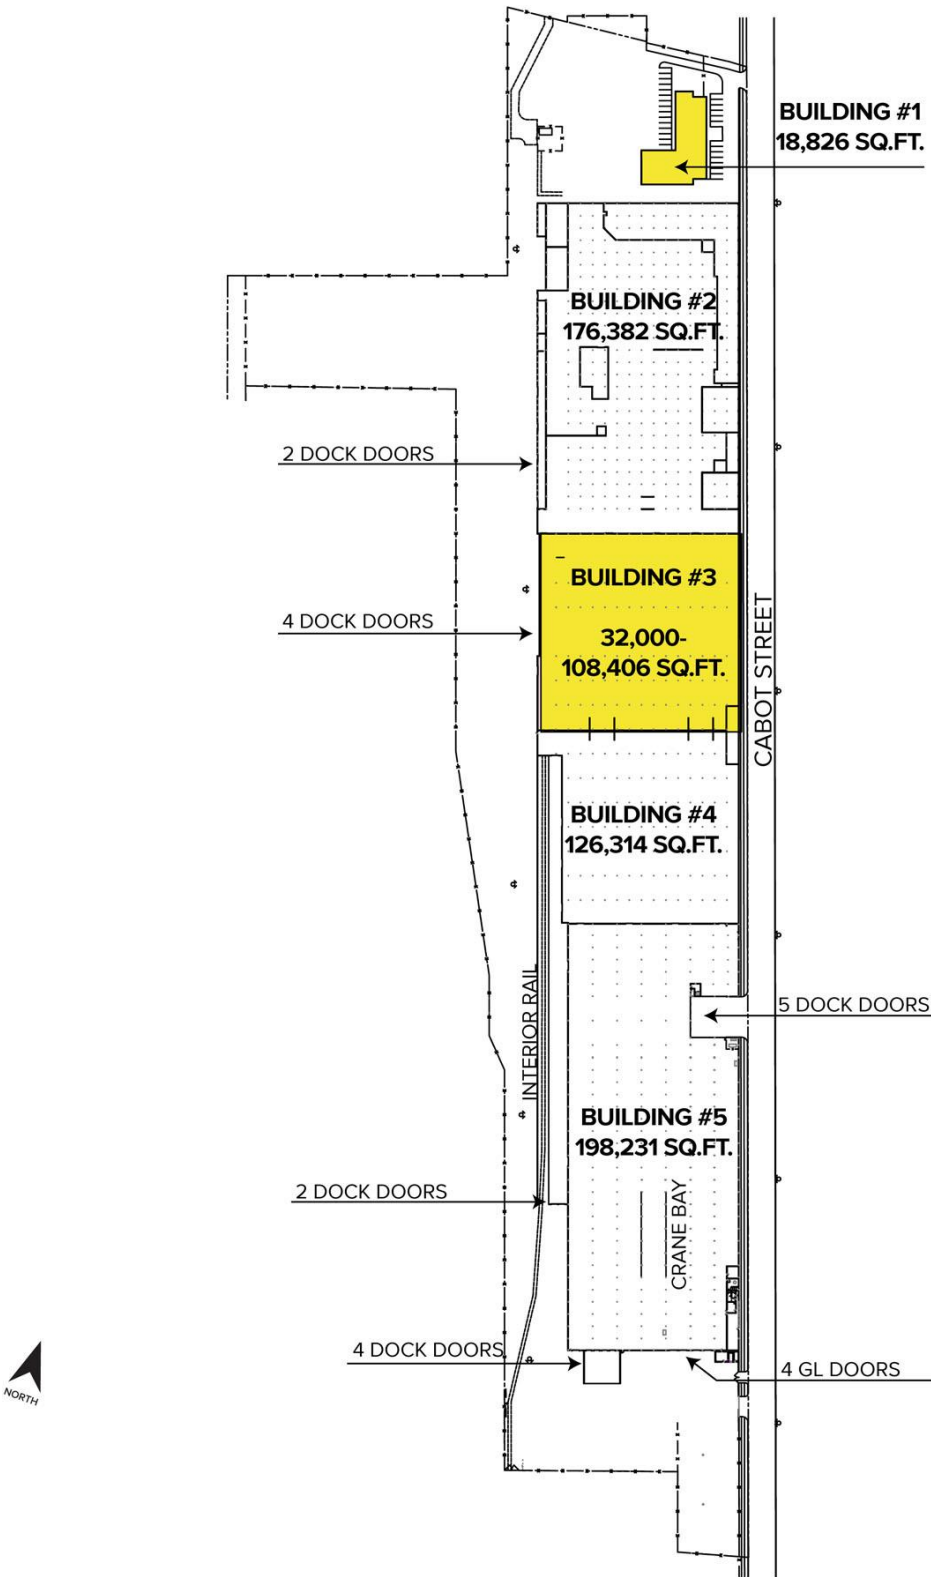 BUILDING #1
18,826 SQ.FT.
BUILDING #2
176,382 SQ.FT.
2 DOCK DOORS
BUILDING #3
32,000-
108,406 SQ.FT.
4 DOCK DOORS
CABOT STREET
BUILDING #4
126,314 SQ.FT.
INTERIOR RAIL
5 DOCK DOORS
BUILDING #5
198,231 SQ.FT.
2 DOCK DOORS
CRANE BAY
4 DOCK DOORS
4 GL DOORS
NORTH